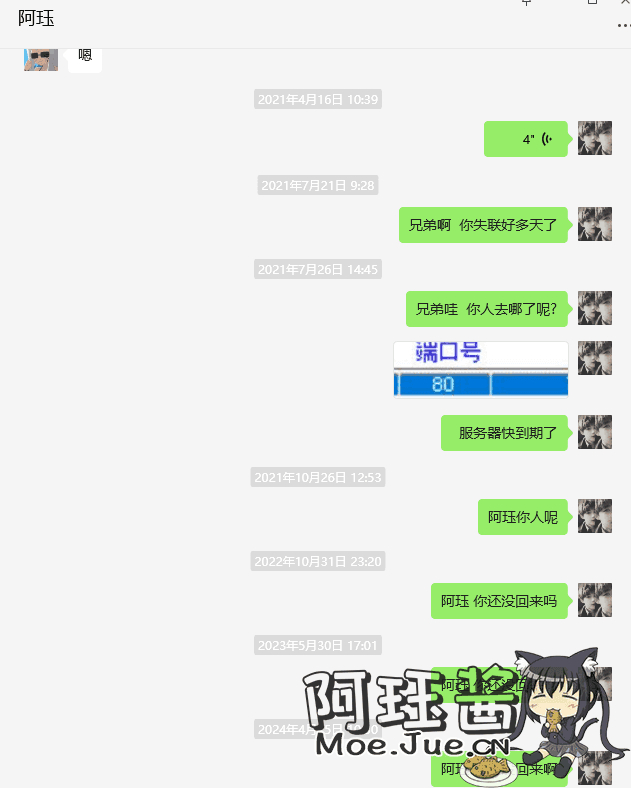 阿珏
嗯
2021年4月16日 10:39
4"
2021年7月21日 9:28
兄弟啊  你失联好多天了
2021年7月26日 14:45
兄弟哇  你人去哪了呢?
端口号
80
服务器快到期了
2021年10月26日 12:53
阿珏你人呢
2022年10月31日 23:20
阿珏 你还没回来吗
2023年5月30日 17:01
阿珏 你还没回
阿珏酱
2024年4月
Moe.Jue.cn
阿
回来啊